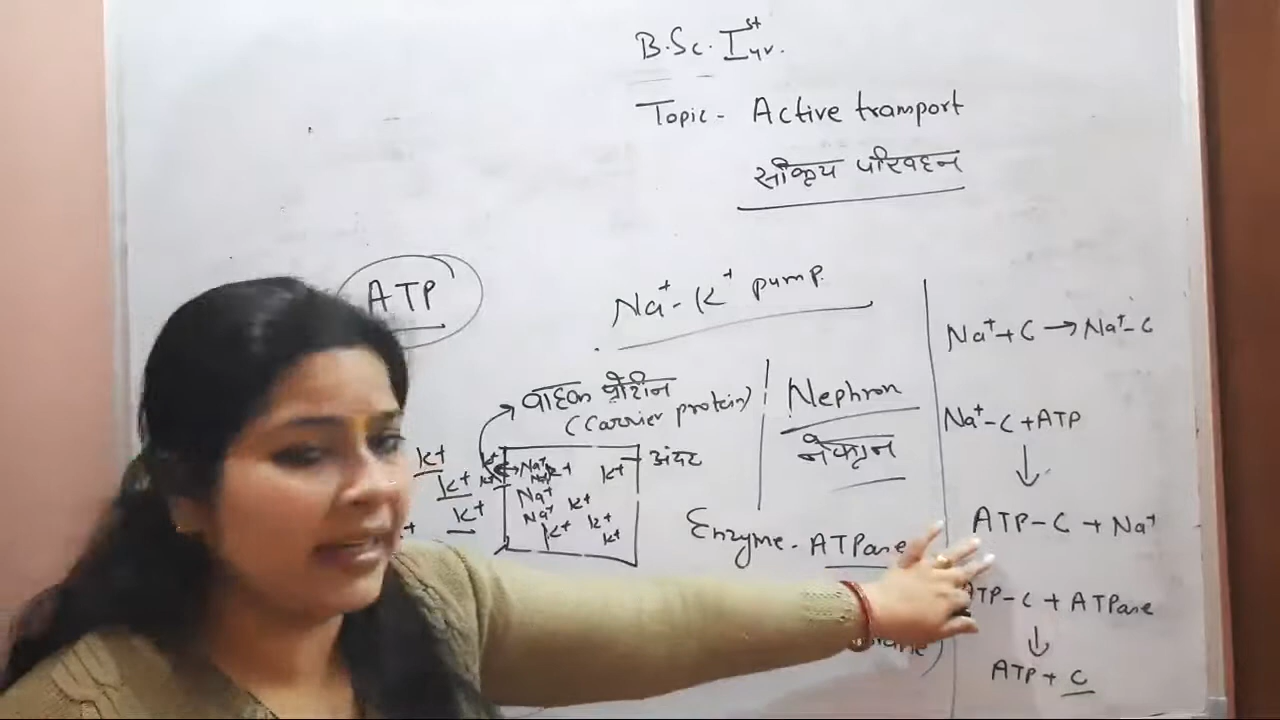 B.Sc. Ist yr.
Topic - Active transport
सक्रिय परिवहन
ATP
Na+ - K+ pump.
वाहक प्रोटीन
(Carrier protein)
Nephron
नेफ्रान
अंदर
K+
K+
K+
Na+
K+
K+
Na+
Na+
K+
K+
K+
K+
Enzyme - ATPase
Na+ + C → Na+-C
Na+-C + ATP
↓
ATP-C + Na+
ATP-C + ATPase
↓
ATP + C